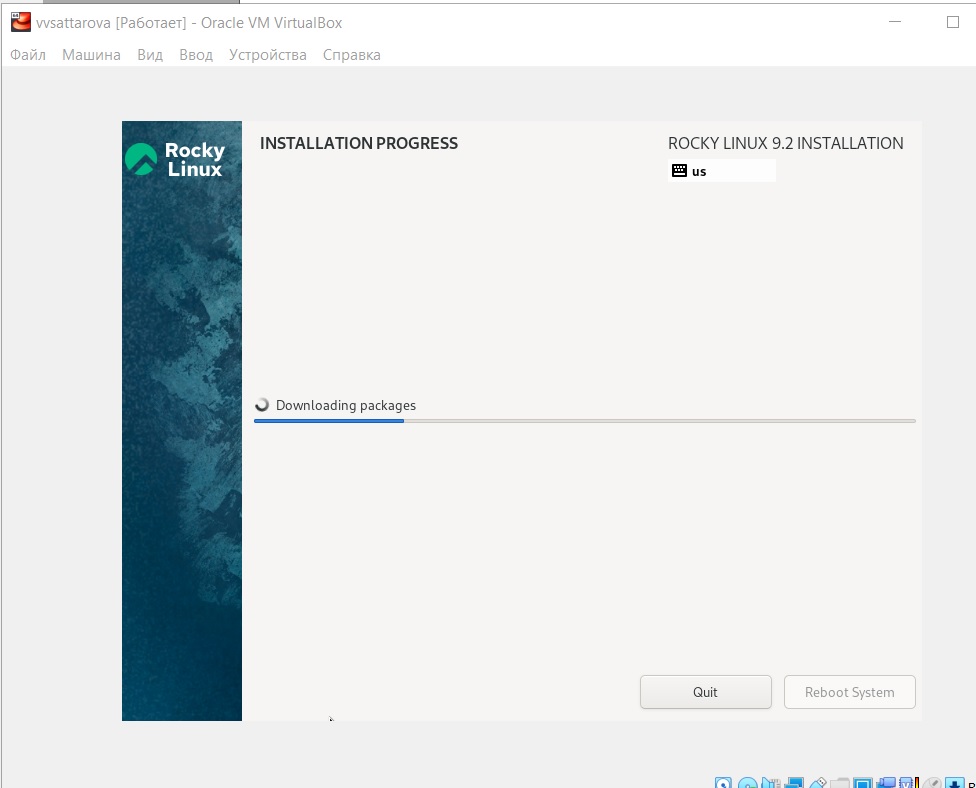 vvsattarova [Работает] - Oracle VM VirtualBox
Файл Машина Вид Ввод Устройства Справка
Rocky
Linux
INSTALLATION PROGRESS
ROCKY LINUX 9.2 INSTALLATION
us
Downloading packages
Quit
Reboot System